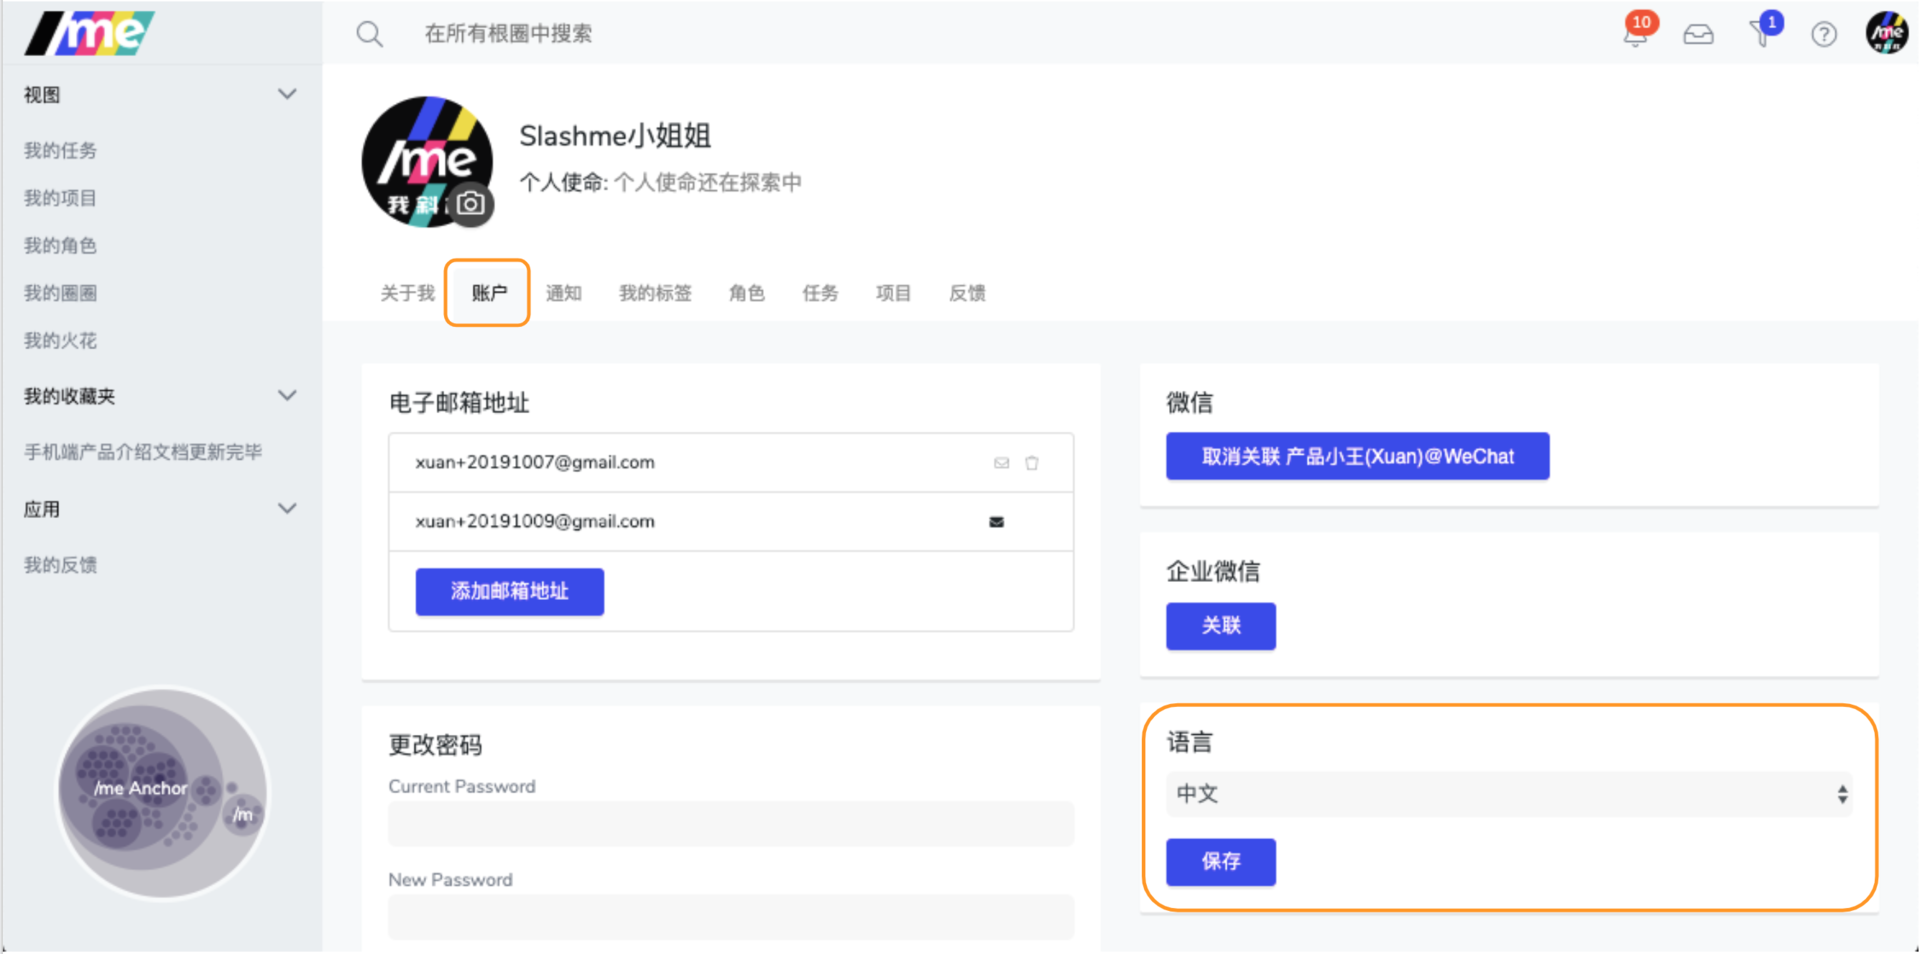 /me
在所有根圈中搜索
10
1
/me
视图
我的任务
我的项目
我的角色
我的圈圈
我的火花
我的收藏夹
手机端产品介绍文档更新完毕
应用
我的反馈
/me Anchor
/m
/me
我 斜
Slashme小姐姐
个人使命: 个人使命还在探索中
关于我 账户 通知 我的标签 角色 任务 项目 反馈
电子邮箱地址
xuan+20191007@gmail.com
xuan+20191009@gmail.com
添加邮箱地址
更改密码
Current Password
New Password
微信
取消关联 产品小王(Xuan)@WeChat
企业微信
关联
语言
中文
保存